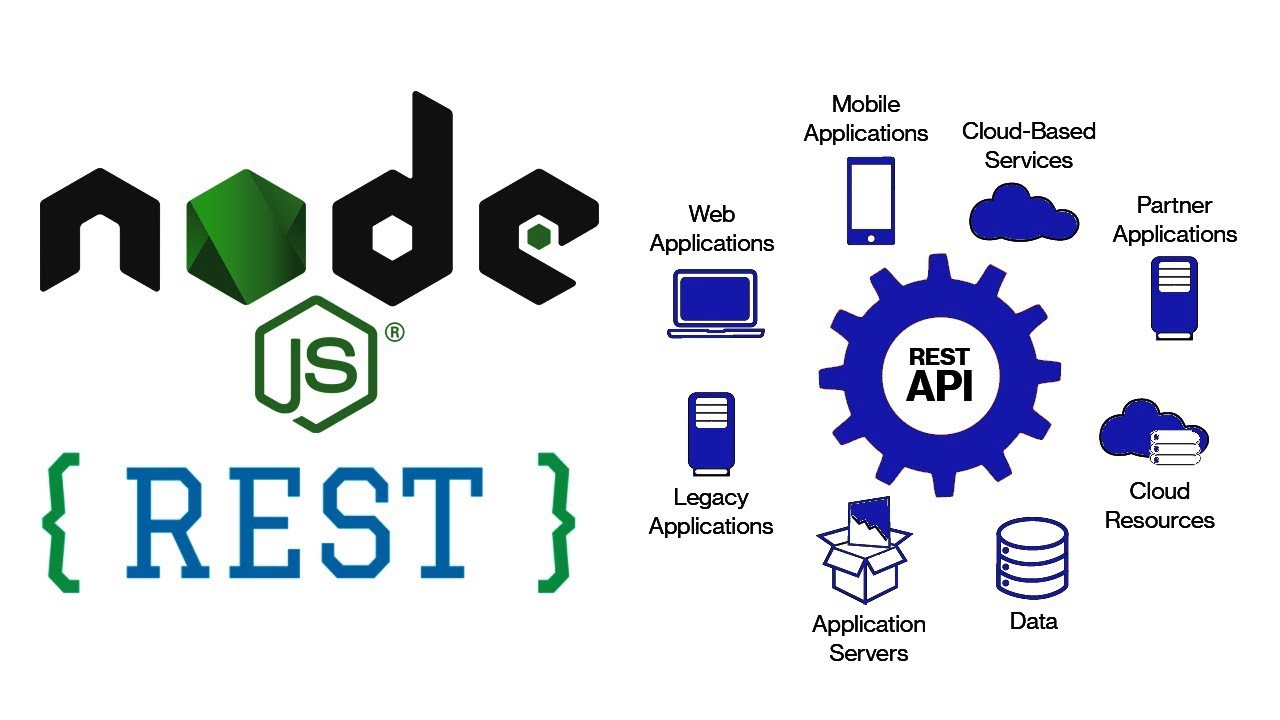 node
JS®
{ REST }
Mobile
Applications
Cloud-Based
Services
Web
Applications
Partner
Applications
REST
API
Legacy
Applications
Cloud
Resources
Application
Servers
Data